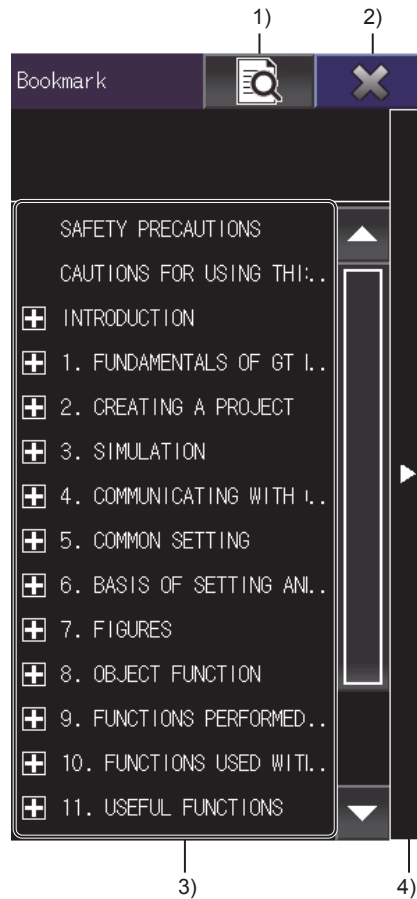 1) 2)
Bookmark
SAFETY PRECAUTIONS
CAUTIONS FOR USING THI:..
INTRODUCTION
1. FUNDAMENTALS OF GT I..
2. CREATING A PROJECT
3. SIMULATION
4. COMMUNICATING WITH (..
5. COMMON SETTING
6. BASIS OF SETTING ANI..
7. FIGURES
8. OBJECT FUNCTION
9. FUNCTIONS PERFORMED..
10. FUNCTIONS USED WITI..
11. USEFUL FUNCTIONS
3) 4)